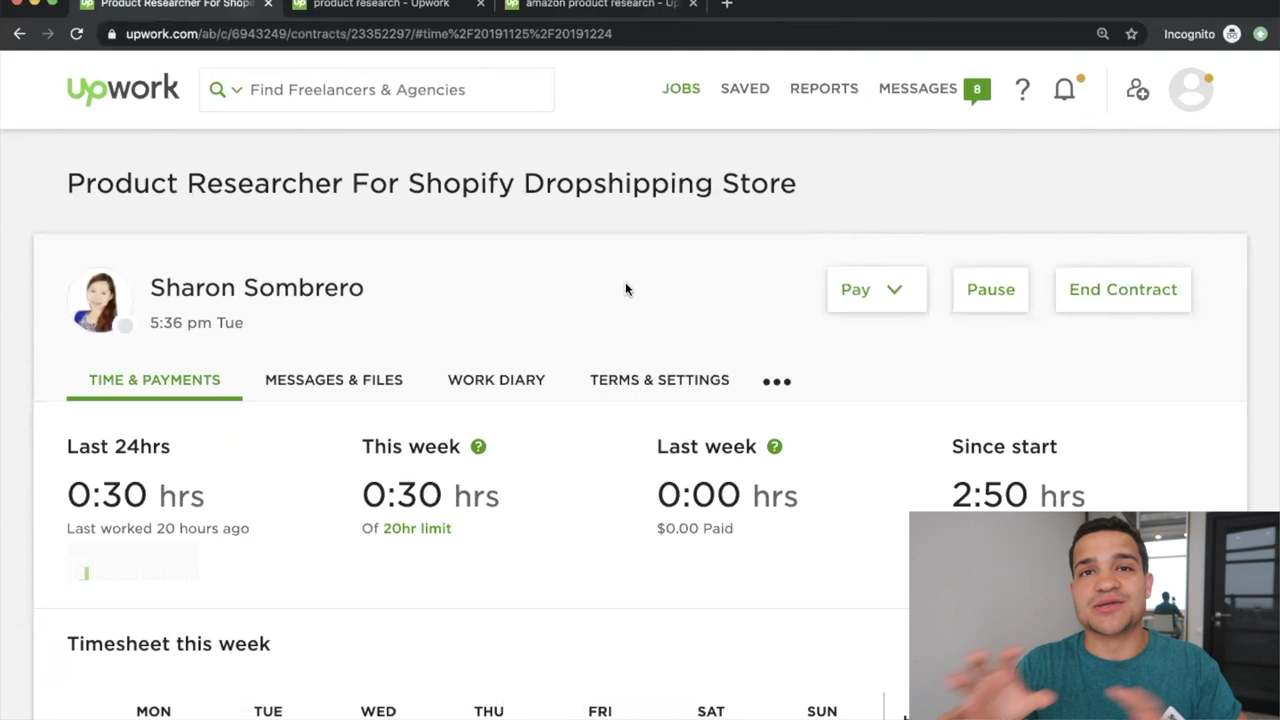 Product Researcher For Shopif
product research - Upwork
amazon product research - Up
upwork.com/ab/c/6943249/contracts/23352297/#time%2F20191125%2F20191224
Incognito
upwork
Find Freelancers & Agencies
JOBS
SAVED
REPORTS
MESSAGES
8
Product Researcher For Shopify Dropshipping Store
Sharon Sombrero
5:36 pm Tue
Pay
Pause
End Contract
TIME & PAYMENTS
MESSAGES & FILES
WORK DIARY
TERMS & SETTINGS
Last 24hrs
This week
Last week
Since start
0:30 hrs
0:30 hrs
0:00 hrs
2:50 hrs
Last worked 20 hours ago
Of 20hr limit
$0.00 Paid
Timesheet this week
MON
TUE
WED
THU
FRI
SAT
SUN